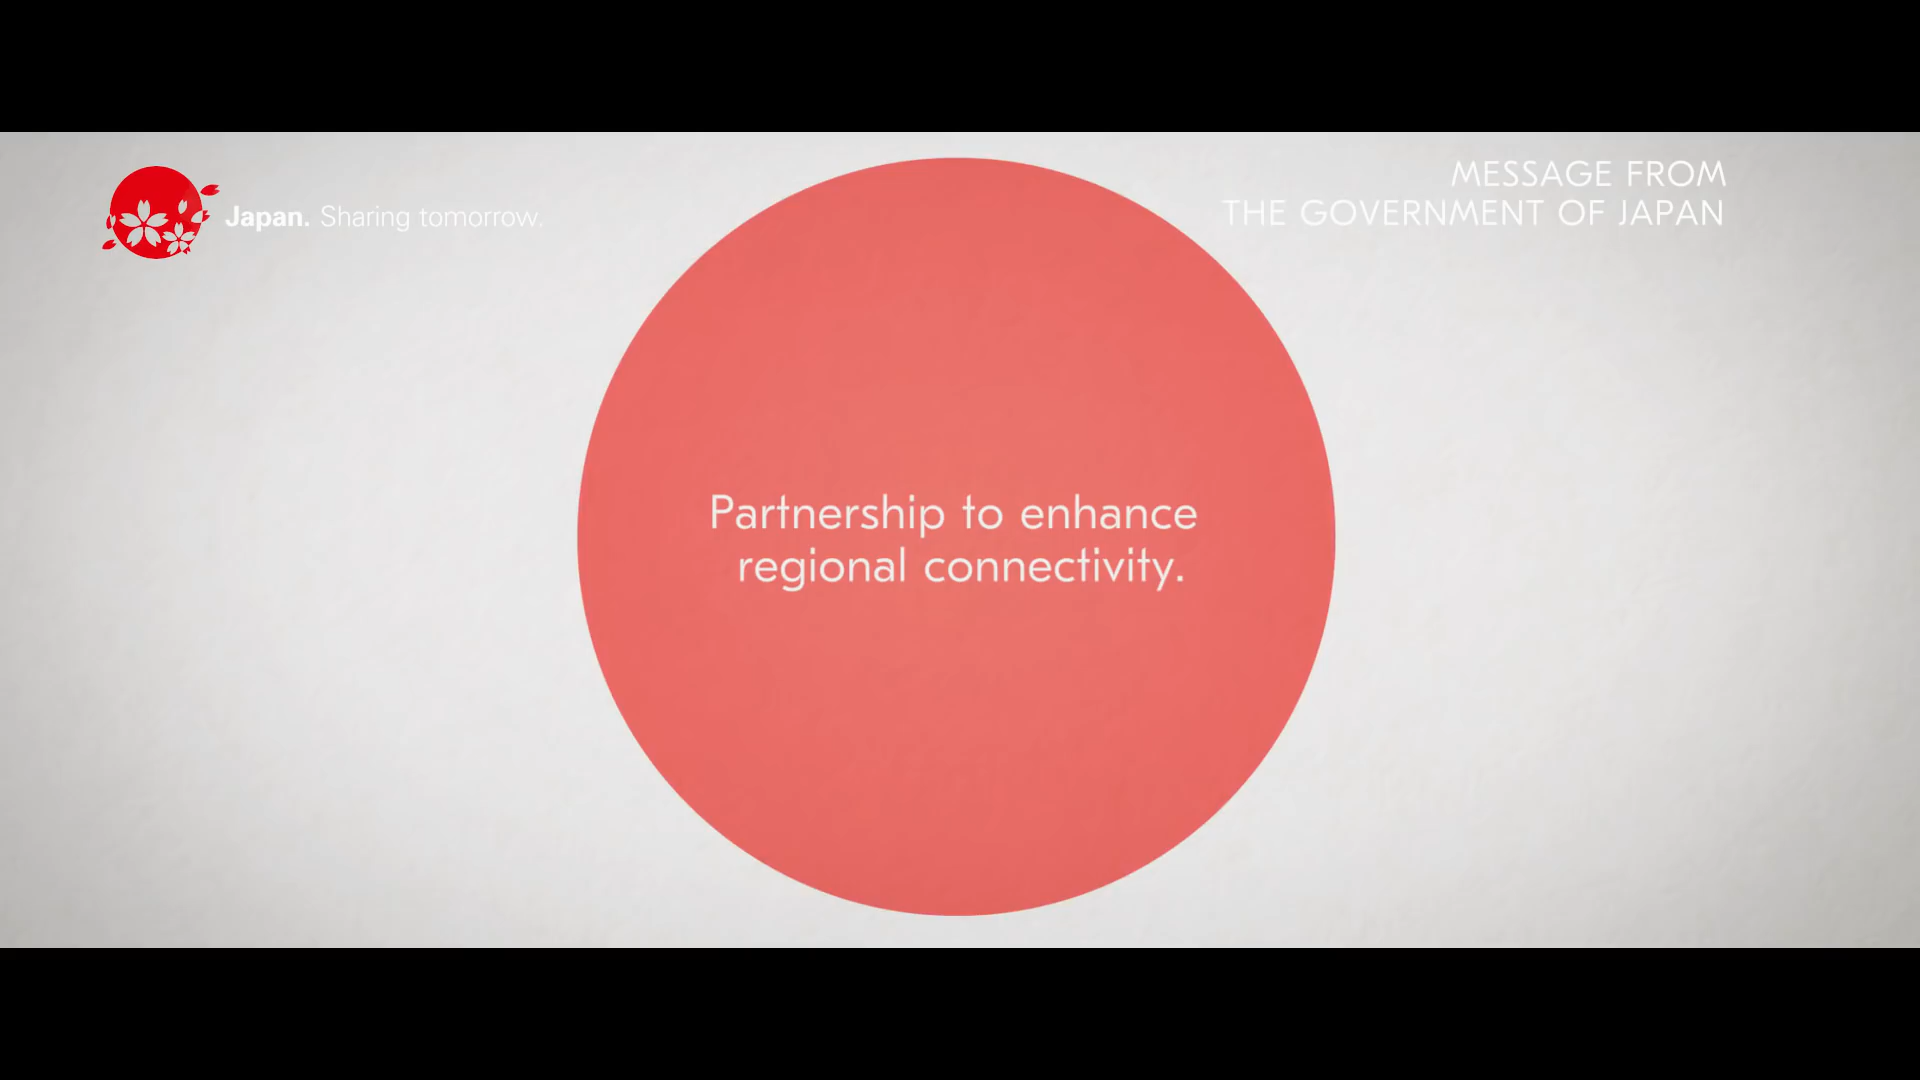 Japan. Sharing tomorrow.
MESSAGE FROM
THE GOVERNMENT OF JAPAN
Partnership to enhance
regional connectivity.